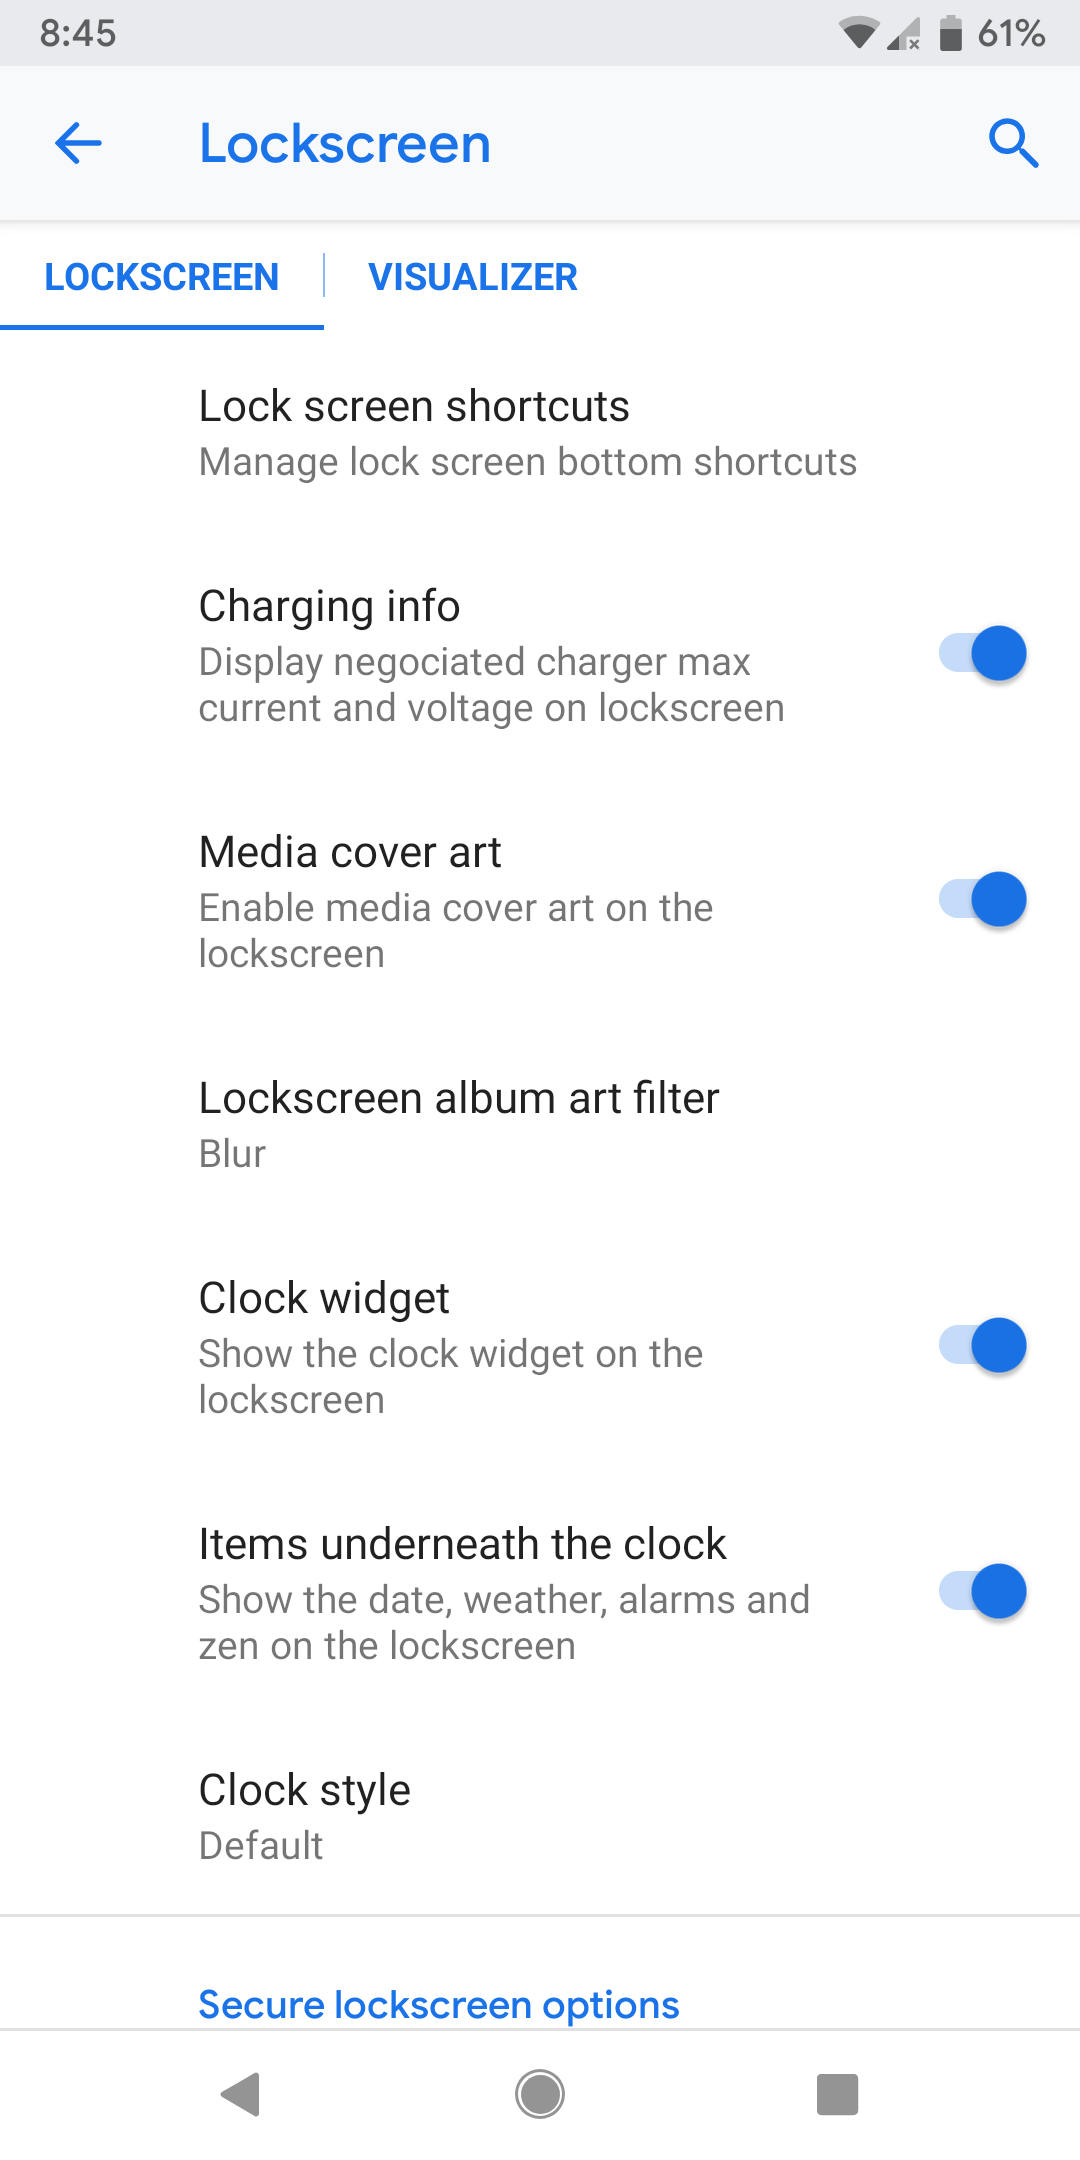 8:45
61%
Lockscreen
LOCKSCREEN
VISUALIZER
Lock screen shortcuts
Manage lock screen bottom shortcuts
Charging info
Display negociated charger max
current and voltage on lockscreen
Media cover art
Enable media cover art on the
lockscreen
Lockscreen album art filter
Blur
Clock widget
Show the clock widget on the
lockscreen
Items underneath the clock
Show the date, weather, alarms and
zen on the lockscreen
Clock style
Default
Secure lockscreen options